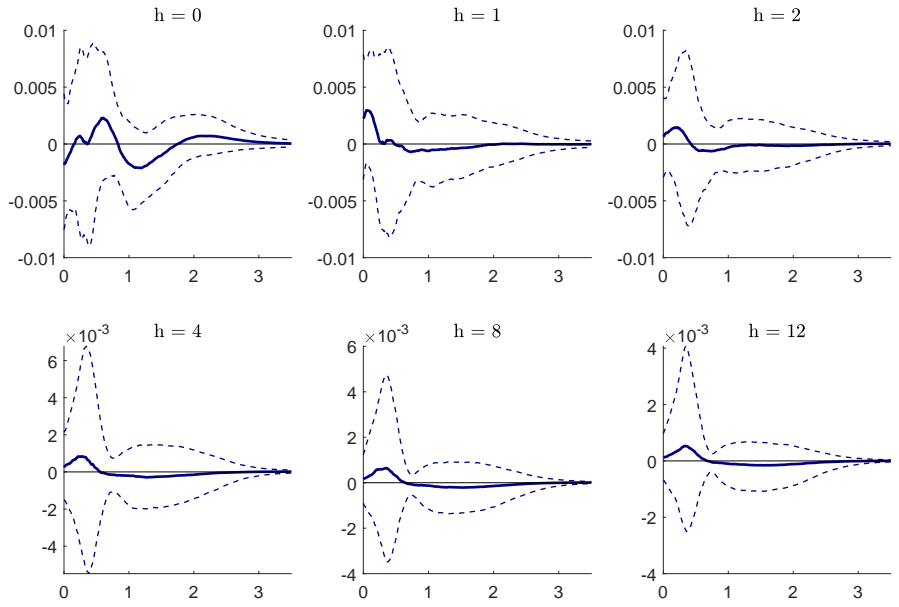 h = 0
0.01
0.005
0
-0.005
-0.01
0 1 2 3
h = 1
0.01
0.005
0
-0.005
-0.01
0 1 2 3
h = 2
0.01
0.005
0
-0.005
-0.01
0 1 2 3
h = 4
×10-3
6
4
2
0
-2
-4
0 1 2 3
h = 8
×10-3
6
4
2
0
-2
-4
0 1 2 3
h = 12
×10-3
4
2
0
-2
-4
0 1 2 3